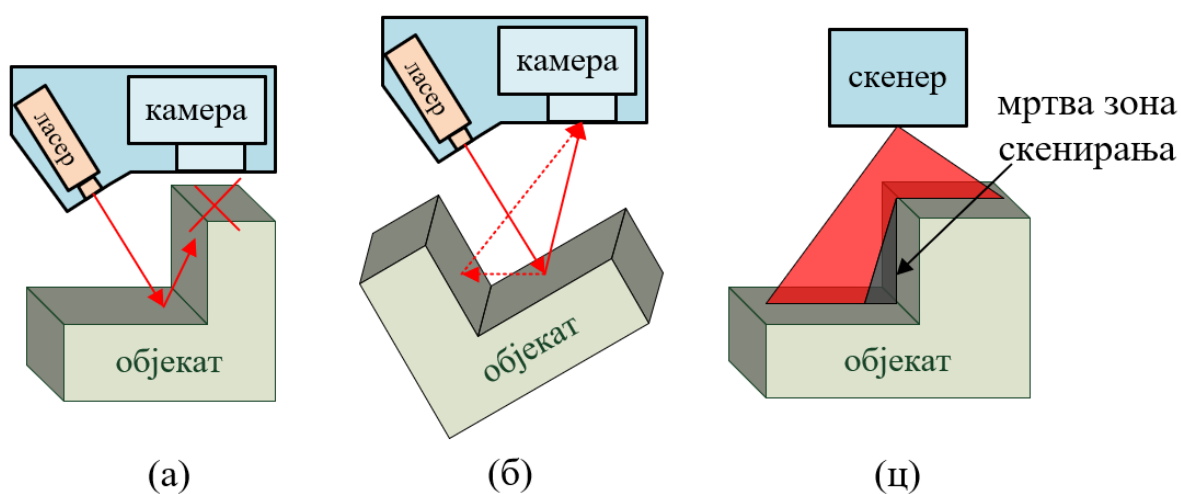 ласер
камера
објекат
(а)
ласер
камера
објекат
(б)
скенер
мртва зона
скенирања
објекат
(ц)